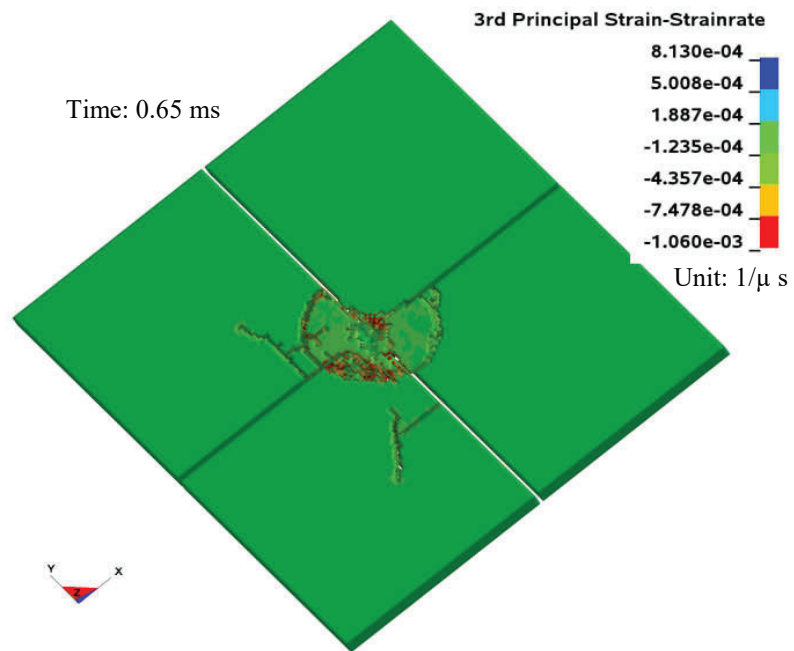 3rd Principal Strain-Strainrate
8.130e-04
5.008e-04
1.887e-04
-1.235e-04
-4.357e-04
-7.478e-04
-1.060e-03
Unit: 1/µ s
Time: 0.65 ms
Y
X
Z